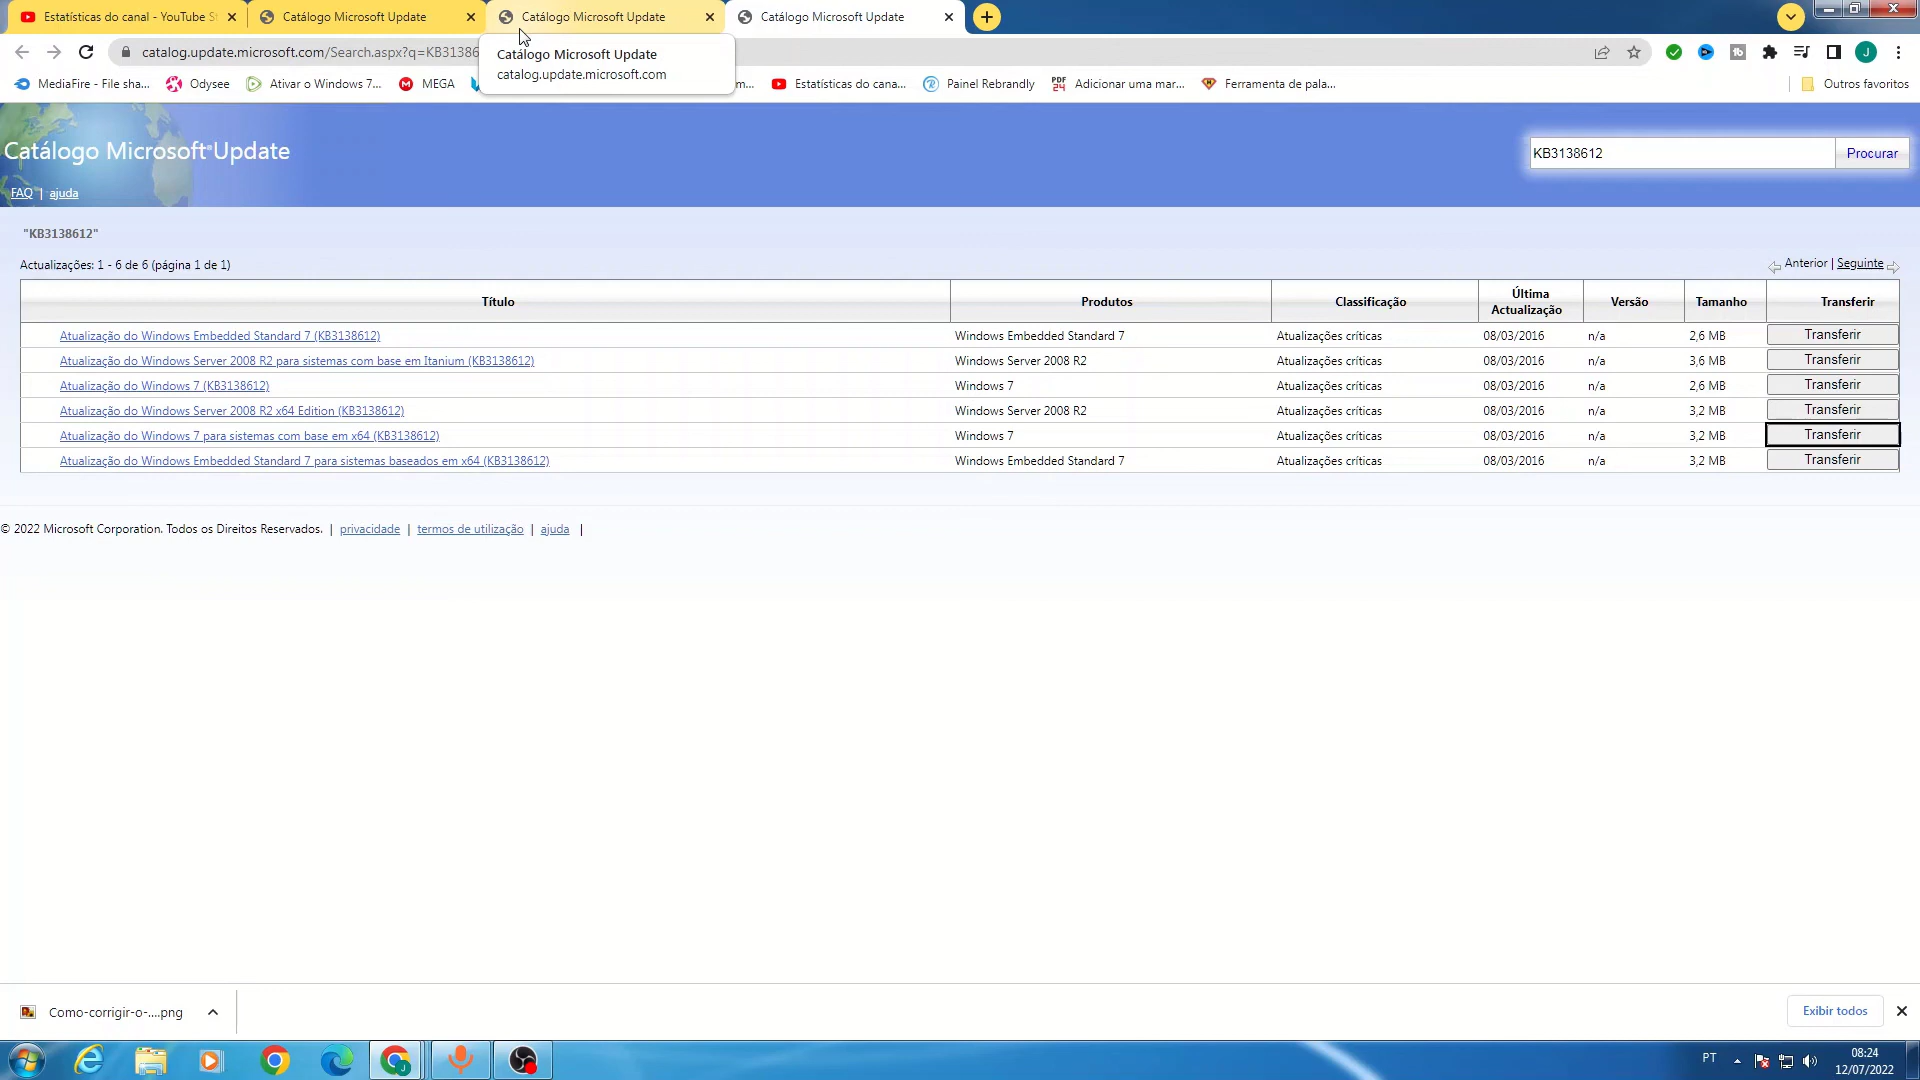 Estatísticas do canal - YouTube St
Catálogo Microsoft Update
Catálogo Microsoft Update
Catálogo Microsoft Update
catalog.update.microsoft.com/Search.aspx?q=KB31386
Catálogo Microsoft Update
catalog.update.microsoft.com
MediaFire - File sha...
Odysee
Ativar o Windows 7...
MEGA
m...
Estatísticas do cana...
Painel Rebrandly
Adicionar uma mar...
Ferramenta de pala...
Outros favoritos
Catálogo Microsoft Update
KB3138612
Procurar
FAQ | ajuda
"KB3138612"
Actualizações: 1 - 6 de 6 (página 1 de 1)
Anterior | Seguinte
Título
Produtos
Classificação
Última
Actualização
Versão
Tamanho
Transferir
Atualização do Windows Embedded Standard 7 (KB3138612) Windows Embedded Standard 7 Atualizações críticas 08/03/2016 n/a 2,6 MB Transferir
Atualização do Windows Server 2008 R2 para sistemas com base em Itanium (KB3138612) Windows Server 2008 R2 Atualizações críticas 08/03/2016 n/a 3,6 MB Transferir
Atualização do Windows 7 (KB3138612) Windows 7 Atualizações críticas 08/03/2016 n/a 2,6 MB Transferir
Atualização do Windows Server 2008 R2 x64 Edition (KB3138612) Windows Server 2008 R2 Atualizações críticas 08/03/2016 n/a 3,2 MB Transferir
Atualização do Windows 7 para sistemas com base em x64 (KB3138612) Windows 7 Atualizações críticas 08/03/2016 n/a 3,2 MB Transferir
Atualização do Windows Embedded Standard 7 para sistemas baseados em x64 (KB3138612) Windows Embedded Standard 7 Atualizações críticas 08/03/2016 n/a 3,2 MB Transferir
© 2022 Microsoft Corporation. Todos os Direitos Reservados. | privacidade | termos de utilização | ajuda |
Como-corrigir-o-....png
Exibir todos
PT
08:24
12/07/2022